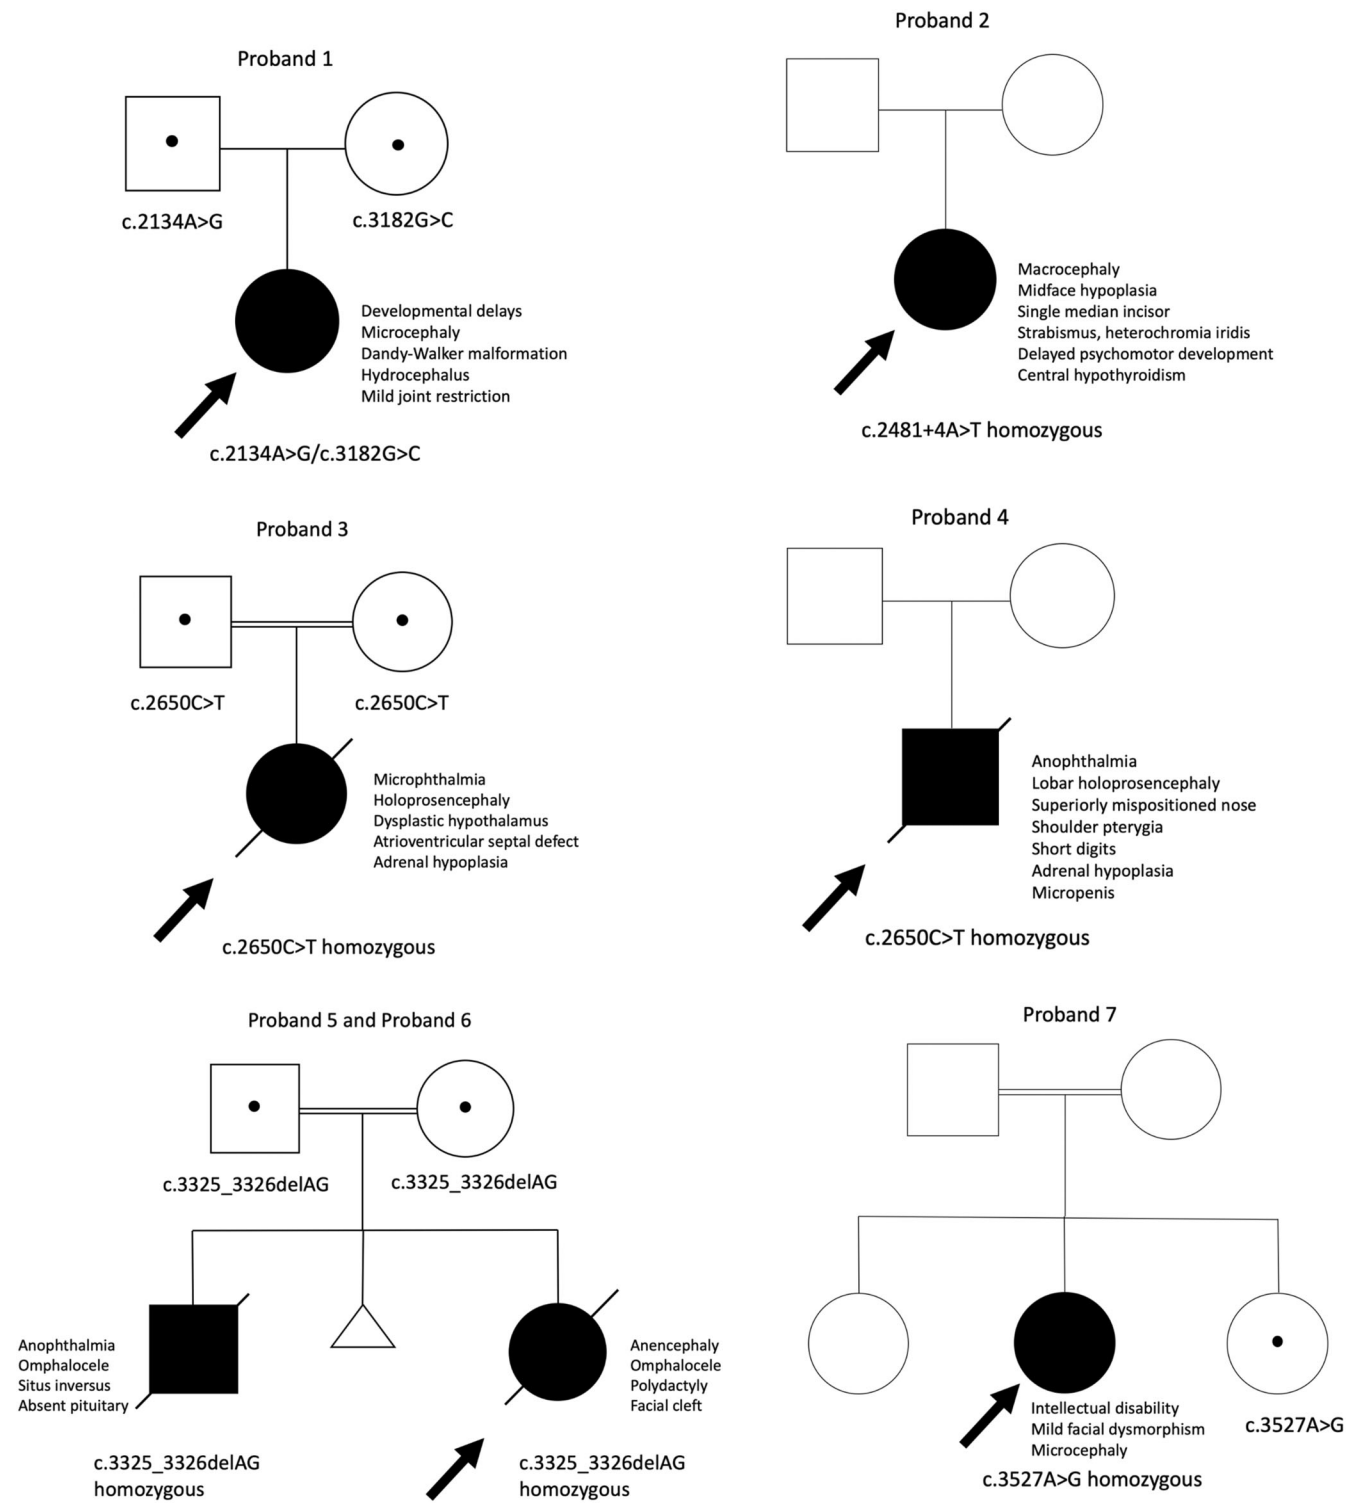 Proband 1
c.2134A>G
c.3182G>C
Developmental delays
Microcephaly
Dandy-Walker malformation
Hydrocephalus
Mild joint restriction
c.2134A>G/c.3182G>C
Proband 2
Macrocephaly
Midface hypoplasia
Single median incisor
Strabismus, heterochromia iridis
Delayed psychomotor development
Central hypothyroidism
c.2481+4A>T homozygous
Proband 3
c.2650C>T
c.2650C>T
Microphthalmia
Holoprosencephaly
Dysplastic hypothalamus
Atrioventricular septal defect
Adrenal hypoplasia
c.2650C>T homozygous
Proband 4
Anophthalmia
Lobar holoprosencephaly
Superiorly mispositioned nose
Shoulder pterygia
Short digits
Adrenal hypoplasia
Micropenis
c.2650C>T homozygous
Proband 5 and Proband 6
c.3325_3326delAG
c.3325_3326delAG
Anophthalmia
Omphalocele
Situs inversus
Absent pituitary
c.3325_3326delAG
homozygous
Anencephaly
Omphalocele
Polydactyly
Facial cleft
c.3325_3326delAG
homozygous
Proband 7
Intellectual disability
Mild facial dysmorphism
Microcephaly
c.3527A>G homozygous
c.3527A>G